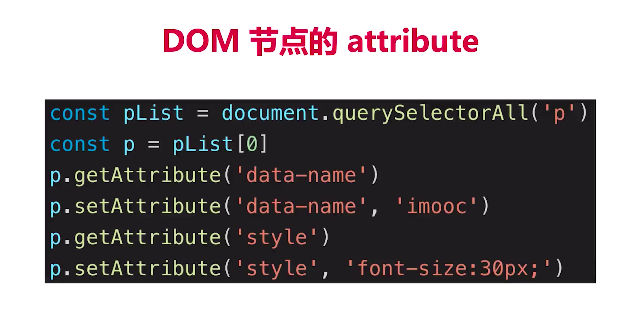 DOM 节点的 attribute
const pList = document.querySelectorAll('p')
const p = pList[0]
p.getAttribute('data-name')
p.setAttribute('data-name', 'imooc')
p.getAttribute('style')
p.setAttribute('style', 'font-size:30px;')